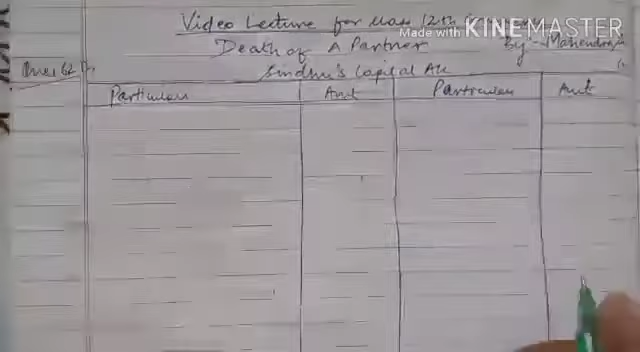 Video Lecture for class 12th
Made with KINEMASTER
Death of A Partner By:- Mahendra
Sindhu's Capital A/c
Particulars Amt Particulars Amt